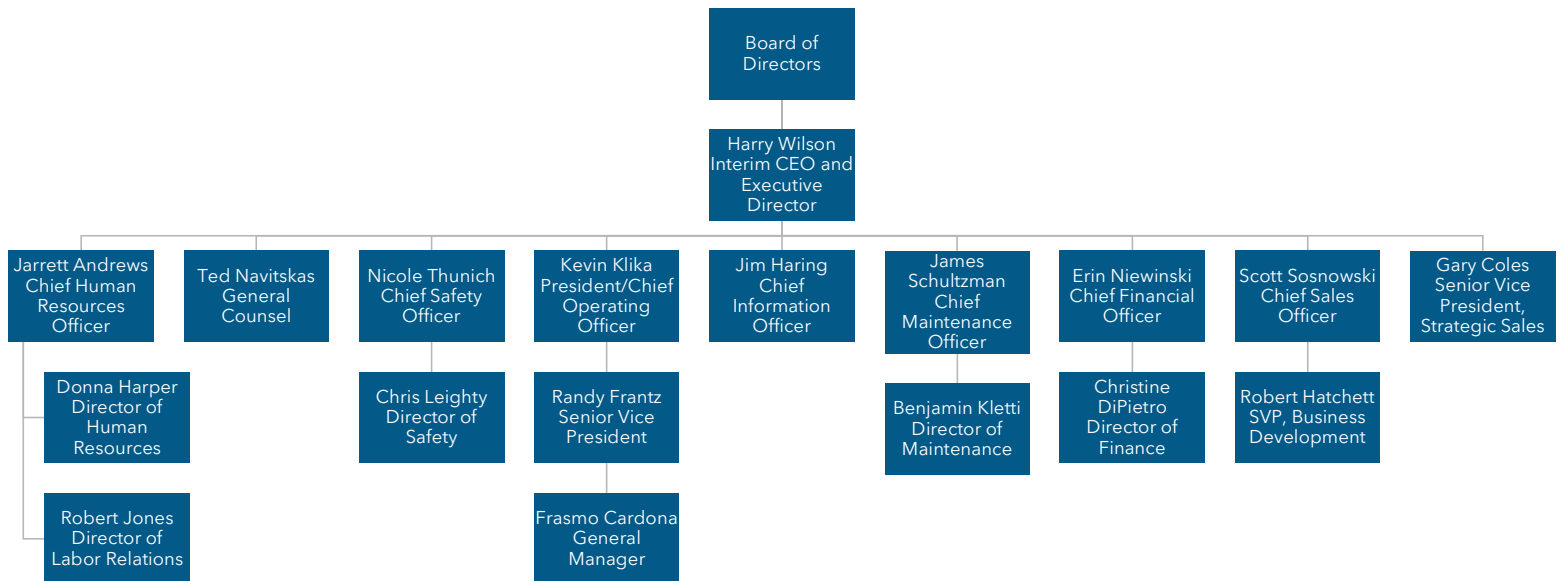 Board of
Directors
Harry Wilson
Interim CEO and
Executive
Director
Jarrett Andrews
Chief Human
Resources
Officer
Ted Navitskas
General
Counsel
Nicole Thunich
Chief Safety
Officer
Kevin Klika
President/Chief
Operating
Officer
Jim Haring
Chief
Information
Officer
James
Schultzman
Chief
Maintenance
Officer
Erin Niewinski
Chief Financial
Officer
Scott Sosnowski
Chief Sales
Officer
Gary Coles
Senior Vice
President,
Strategic Sales
Donna Harper
Director of
Human
Resources
Chris Leighty
Director of
Safety
Randy Frantz
Senior Vice
President
Benjamin Kletti
Director of
Maintenance
Christine
DiPietro
Director of
Finance
Robert Hatchett
SVP, Business
Development
Robert Jones
Director of
Labor Relations
Frasmo Cardona
General
Manager